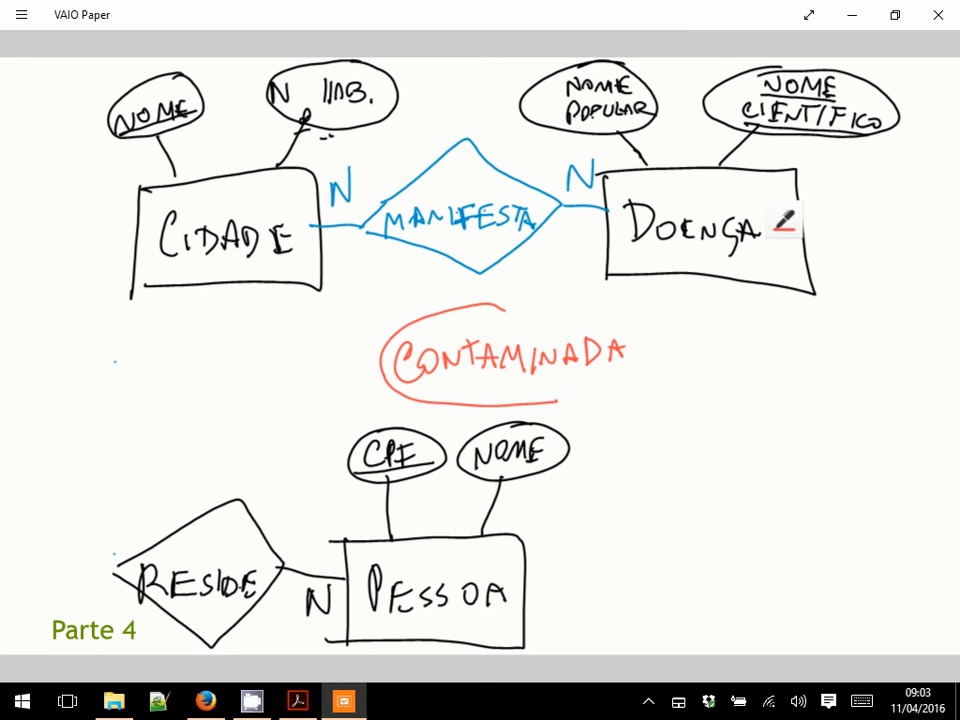 VAIO Paper
NOME
N HAB.
NOME
POPULAR
NOME
CIENTÍFICO
N
N
CIDADE
MANIFESTA
DOENÇA
CONTAMINADA
CPF
NOME
RESIDE
N
PESSOA
Parte 4
09:03
11/04/2016